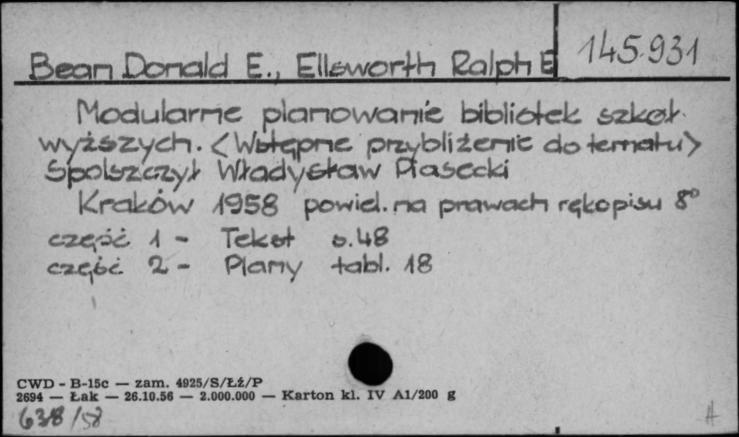 Bean Donald E., Ellsworth Ralph E 145.931
Modularne planowanie bibliotek szkół
wyższych. <Wstępne przybliżenie do tematu>
Spolszczył Władysław Piasecki
Kraków 1958 powiel. na prawach rękopisu 8°
część 1 - Tekst s.48
część 2 - Plany tabl. 18
CWD - B-15c — zam. 4925/S/Łź/P
2694 — Łak — 26.10.56 — 2.000.000 — Karton kl. IV A1/200 g
638/58